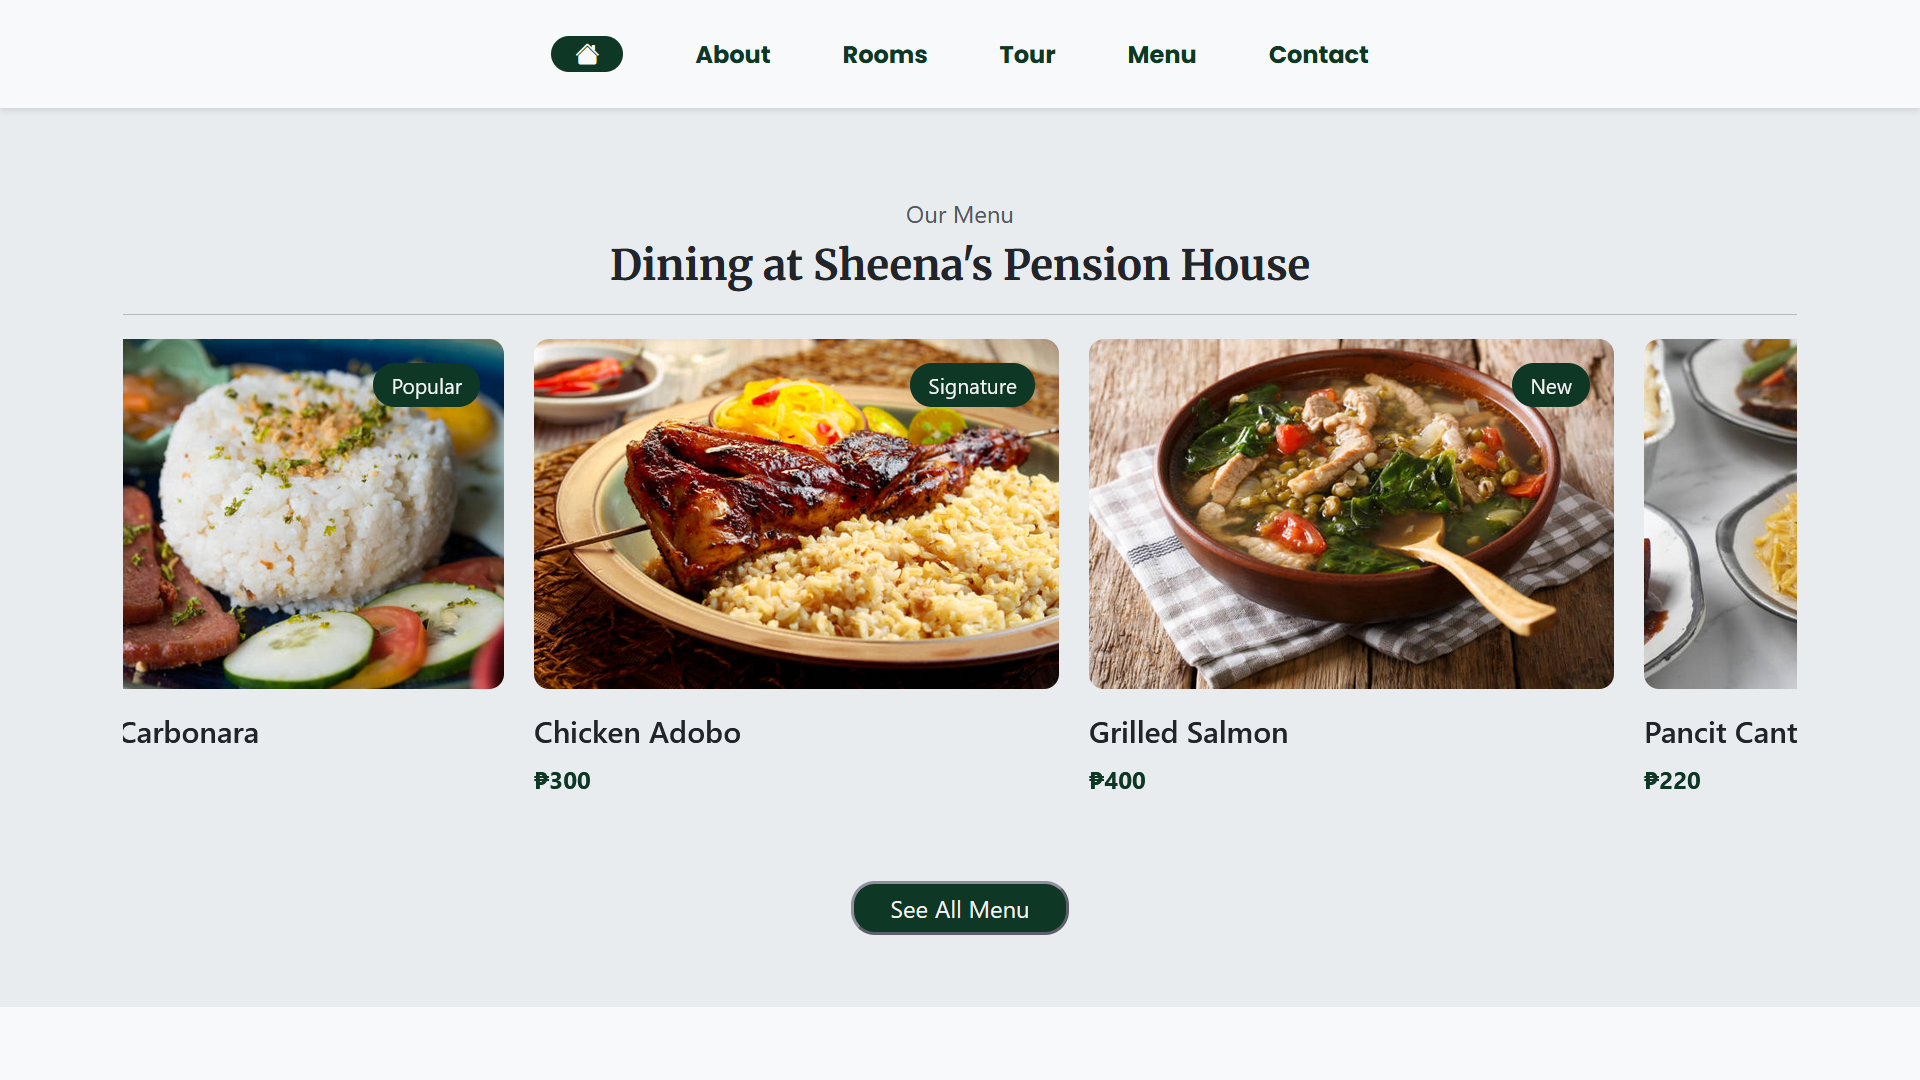 About Rooms Tour Menu Contact
Our Menu
Dining at Sheena's Pension House
Popular
Signature
New
Carbonara
Chicken Adobo
₱300
Grilled Salmon
₱400
Pancit Cant
₱220
See All Menu